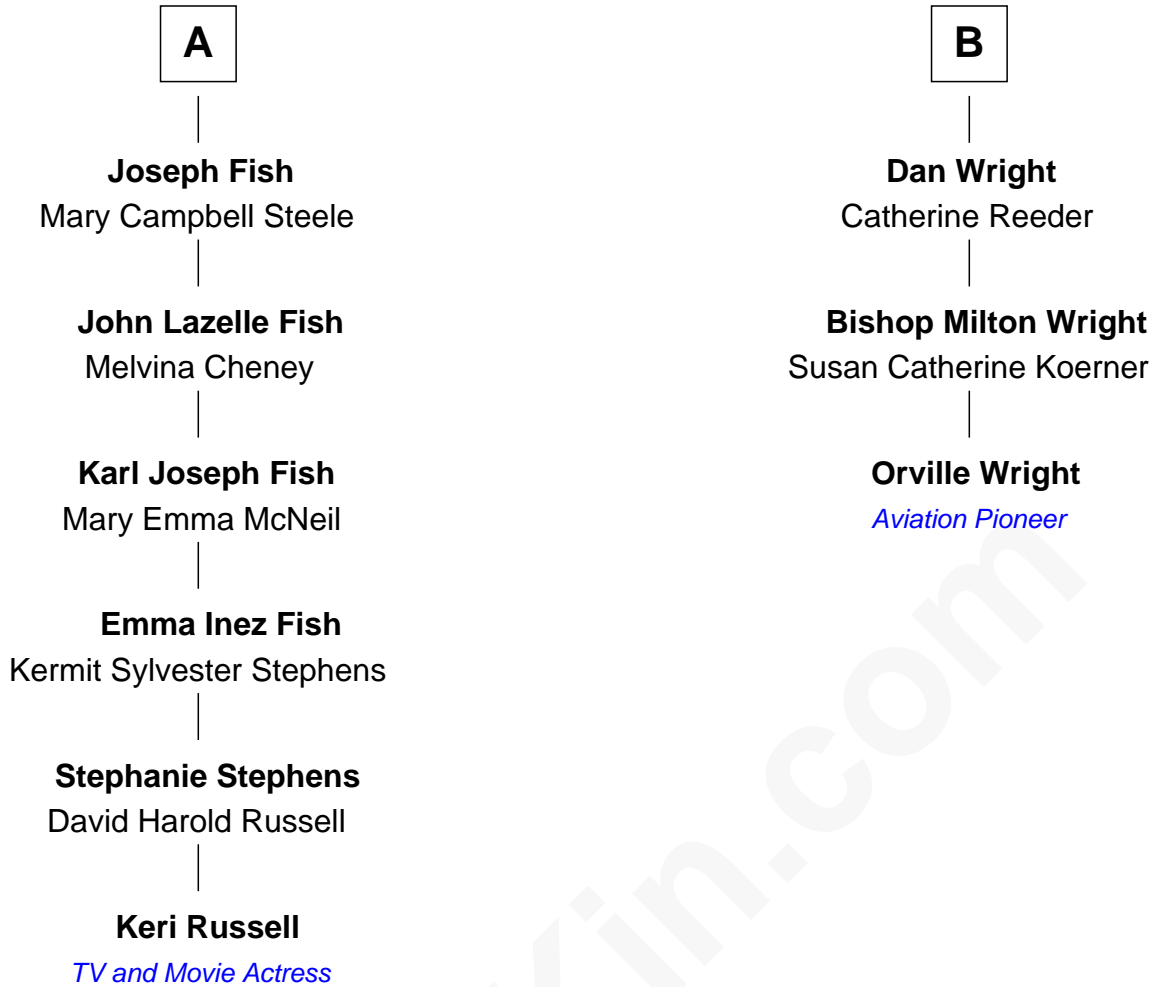 A
Joseph Fish
Mary Campbell Steele
John Lazelle Fish
Melvina Cheney
Karl Joseph Fish
Mary Emma McNeil
Emma Inez Fish
Kermit Sylvester Stephens
Stephanie Stephens
David Harold Russell
Keri Russell
TV and Movie Actress
B
Dan Wright
Catherine Reeder
Bishop Milton Wright
Susan Catherine Koerner
Orville Wright
Aviation Pioneer
Kin.com